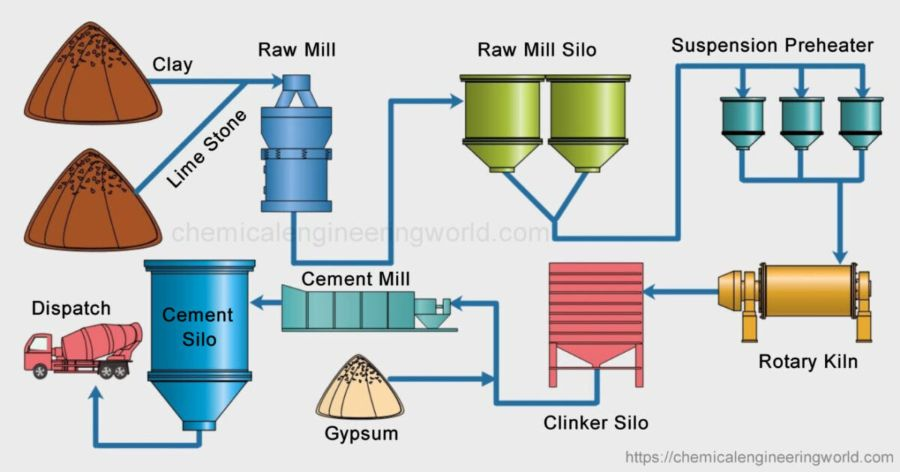 Clay
Lime Stone
Raw Mill
Raw Mill Silo
Suspension Preheater
chemicalengineeringworld.com
Dispatch
Cement
Silo
Cement Mill
Gypsum
Clinker Silo
Rotary Kiln
https://chemicalengineeringworld.com